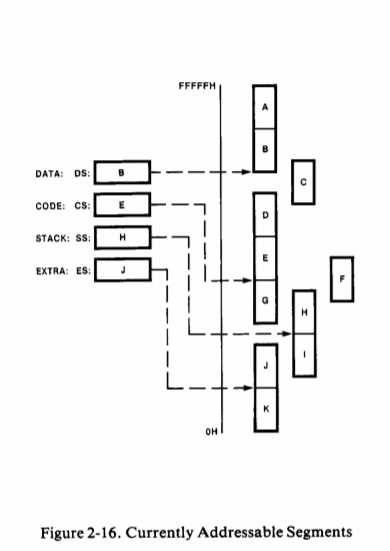 FFFFFH
A
B
DATA: DS: B
C
CODE: CS: E
D
STACK: SS: H
E
EXTRA: ES: J
F
G
H
I
J
K
0H
Figure 2-16. Currently Addressable Segments